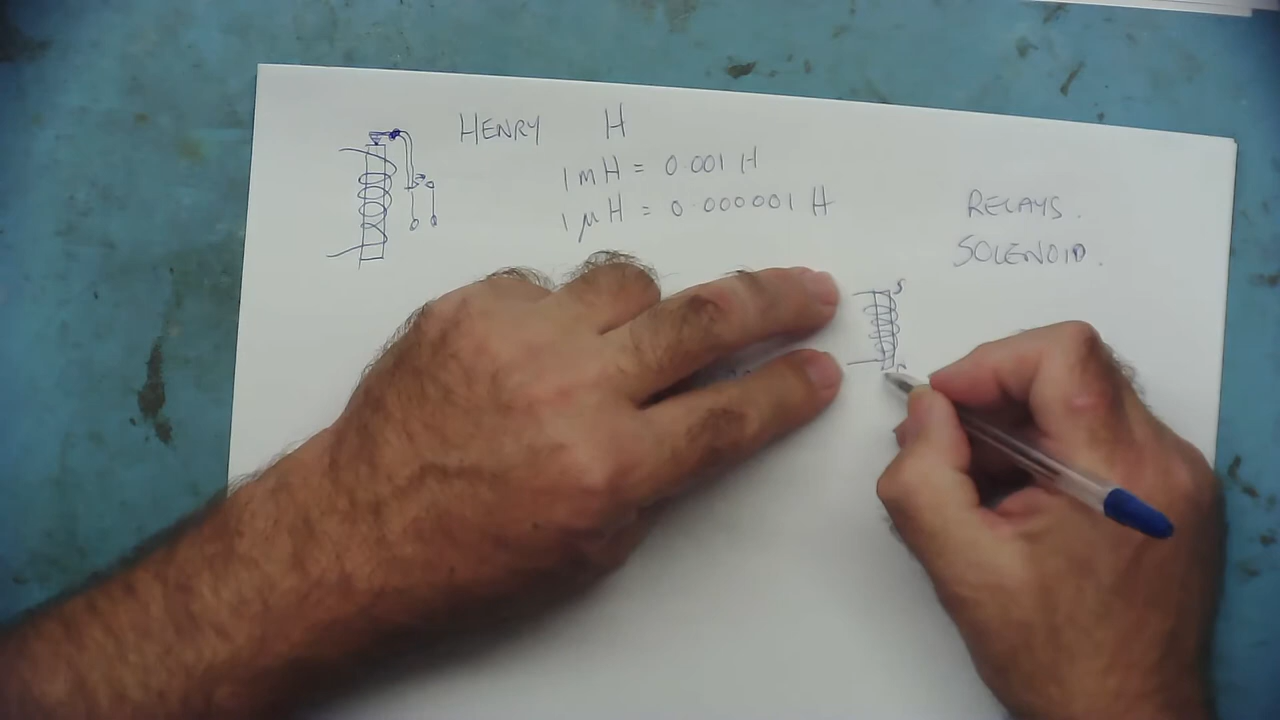 HENRY H
1 mH = 0.001 H
1 μH = 0.000001 H
RELAYS.
SOLENOID.
S